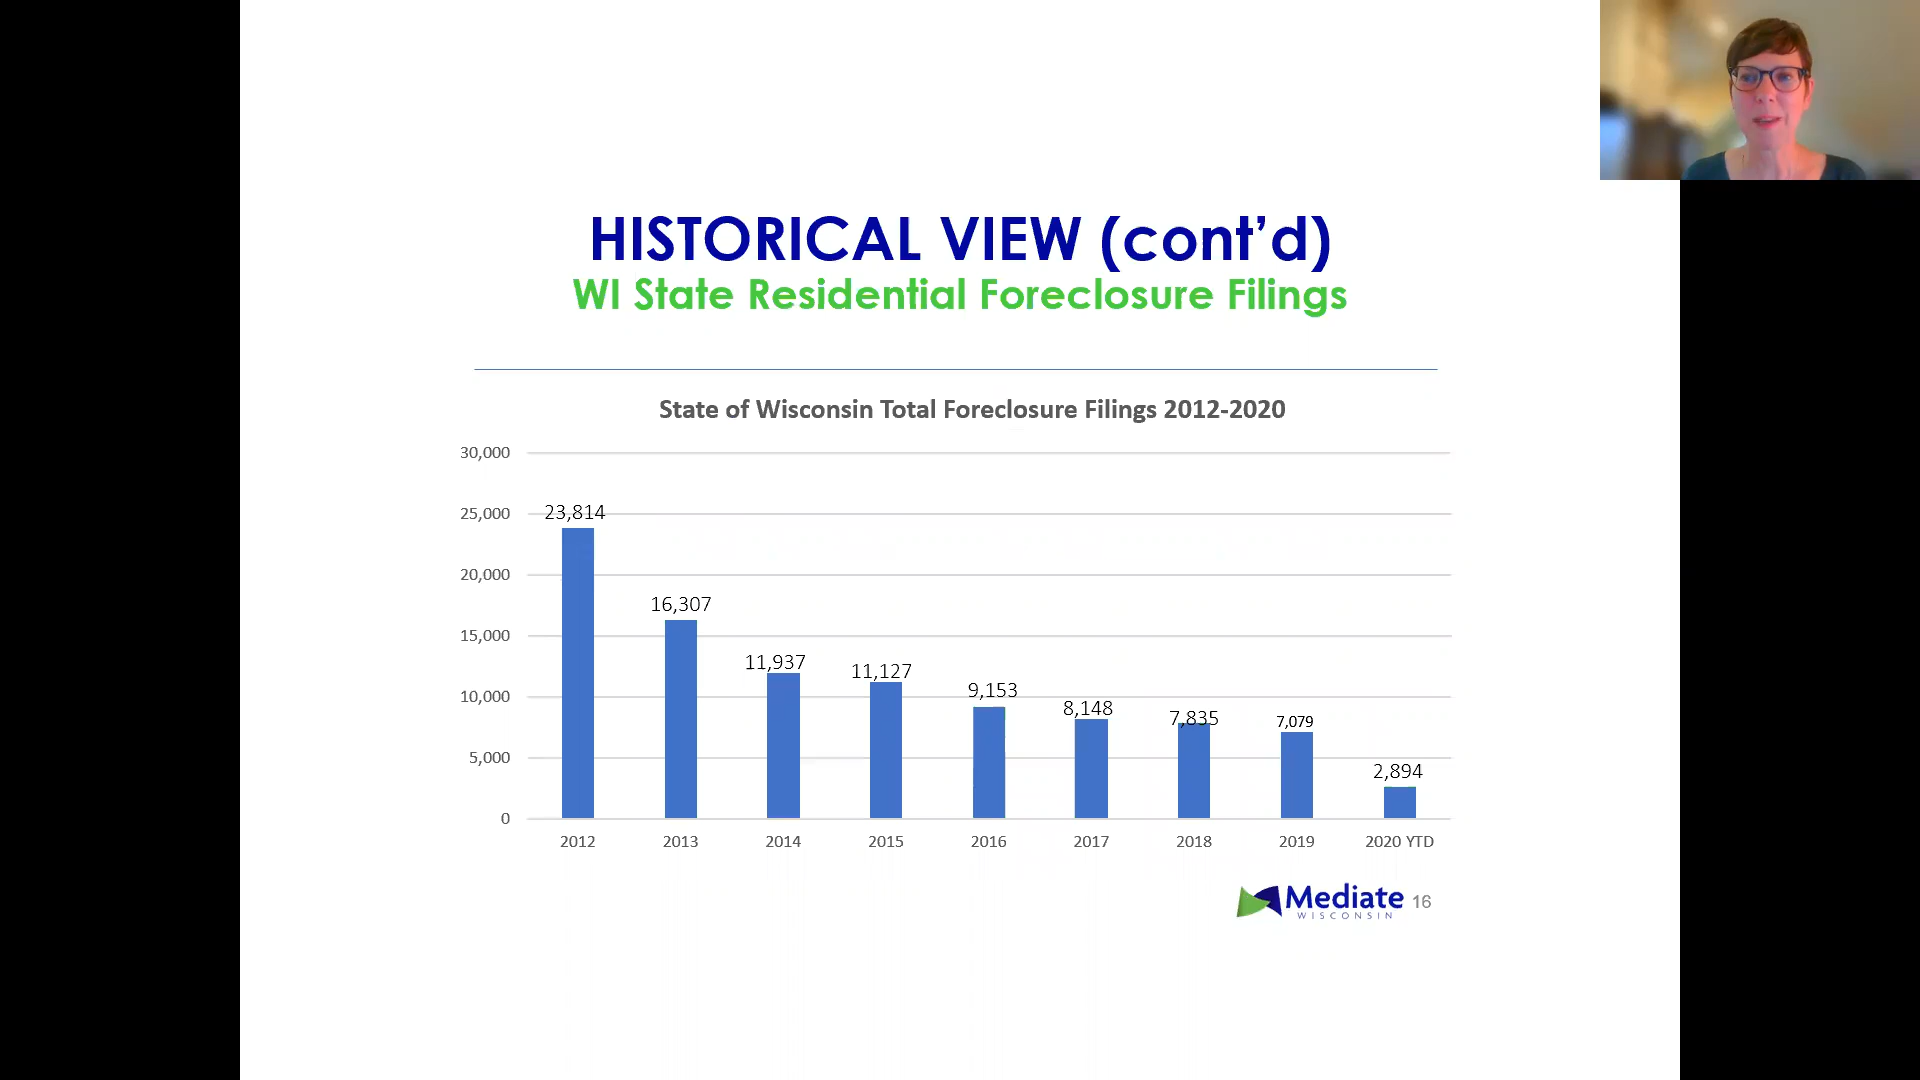 HISTORICAL VIEW (cont’d)
WI State Residential Foreclosure Filings
State of Wisconsin Total Foreclosure Filings 2012-2020
30,000
25,000
20,000
15,000
10,000
5,000
0
23,814
16,307
11,937
11,127
9,153
8,148
7,835
7,079
2,894
2012 2013 2014 2015 2016 2017 2018 2019 2020 YTD
Mediate 16
WISCONSIN